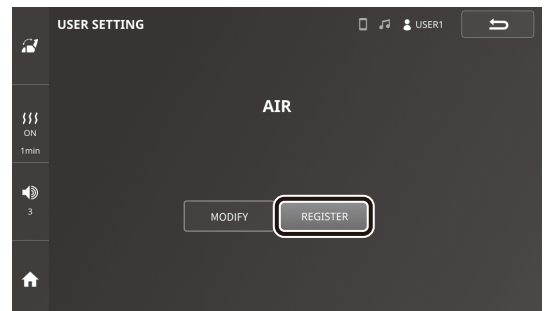 USER SETTING
USER1
AIR
ON
1min
3
MODIFY
REGISTER